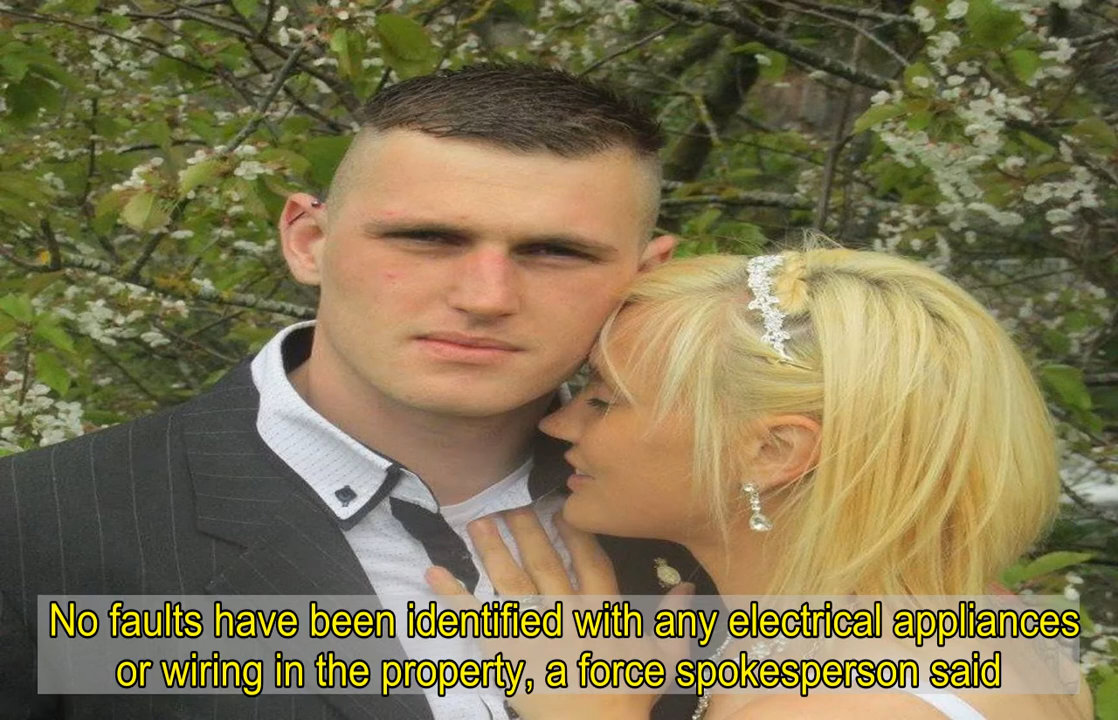 No faults have been identified with any electrical appliances
or wiring in the property, a force spokesperson said